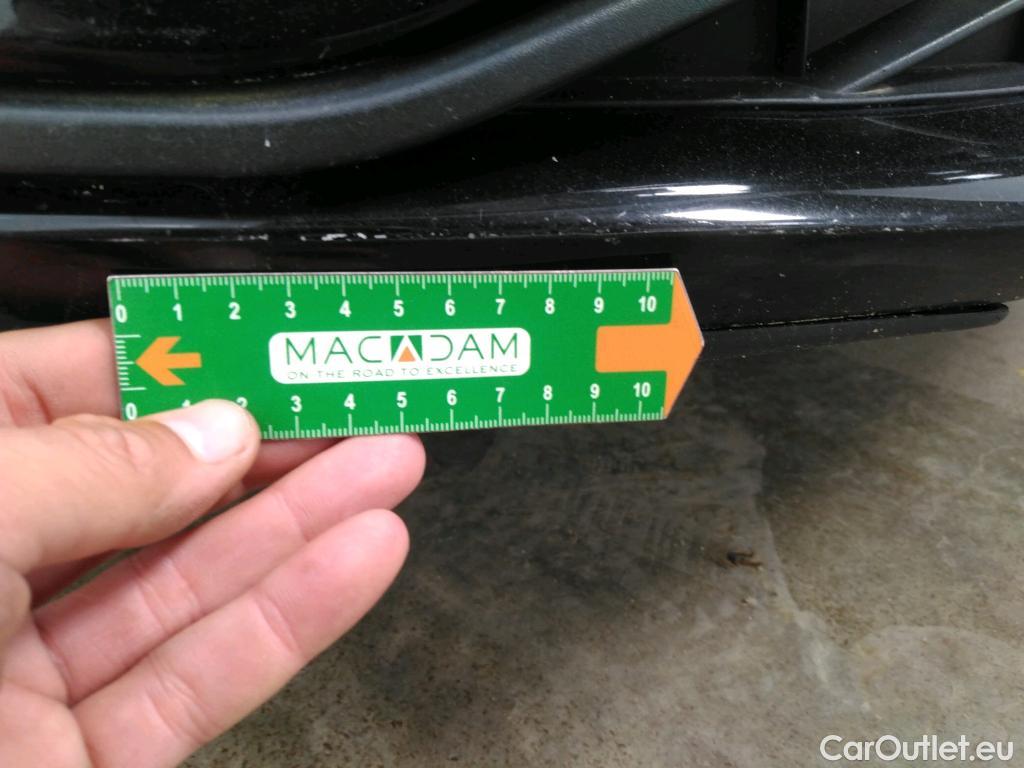 0 1 2 3 4 5 6 7 8 9 10
MACADAM
ON THE ROAD TO EXCELLENCE
0 1 2 3 4 5 6 7 8 9 10
CarOutlet.eu